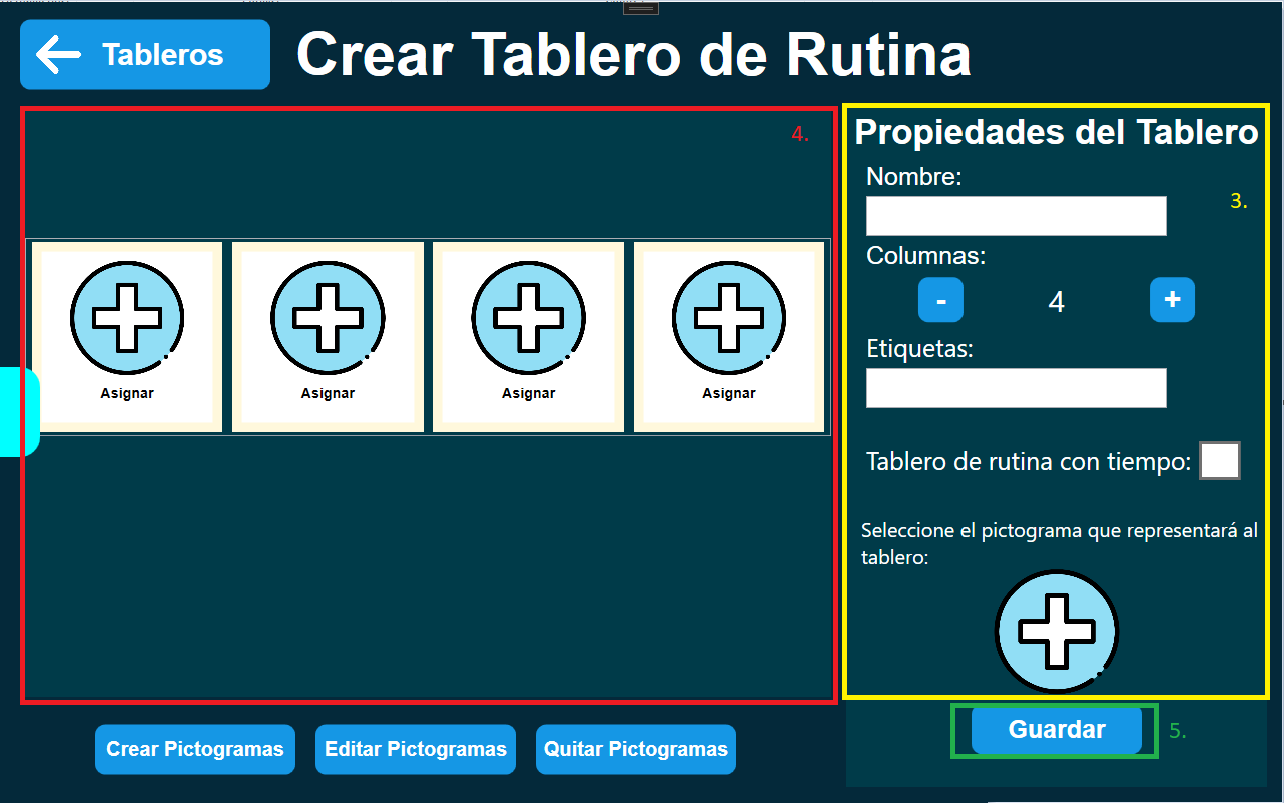 Tableros
Crear Tablero de Rutina
4.
Asignar
Asignar
Asignar
Asignar
Propiedades del Tablero
Nombre:
3.
Columnas:
- 4 +
Etiquetas:
Tablero de rutina con tiempo:
Seleccione el pictograma que representará al
tablero:
Guardar
5.
Crear Pictogramas
Editar Pictogramas
Quitar Pictogramas